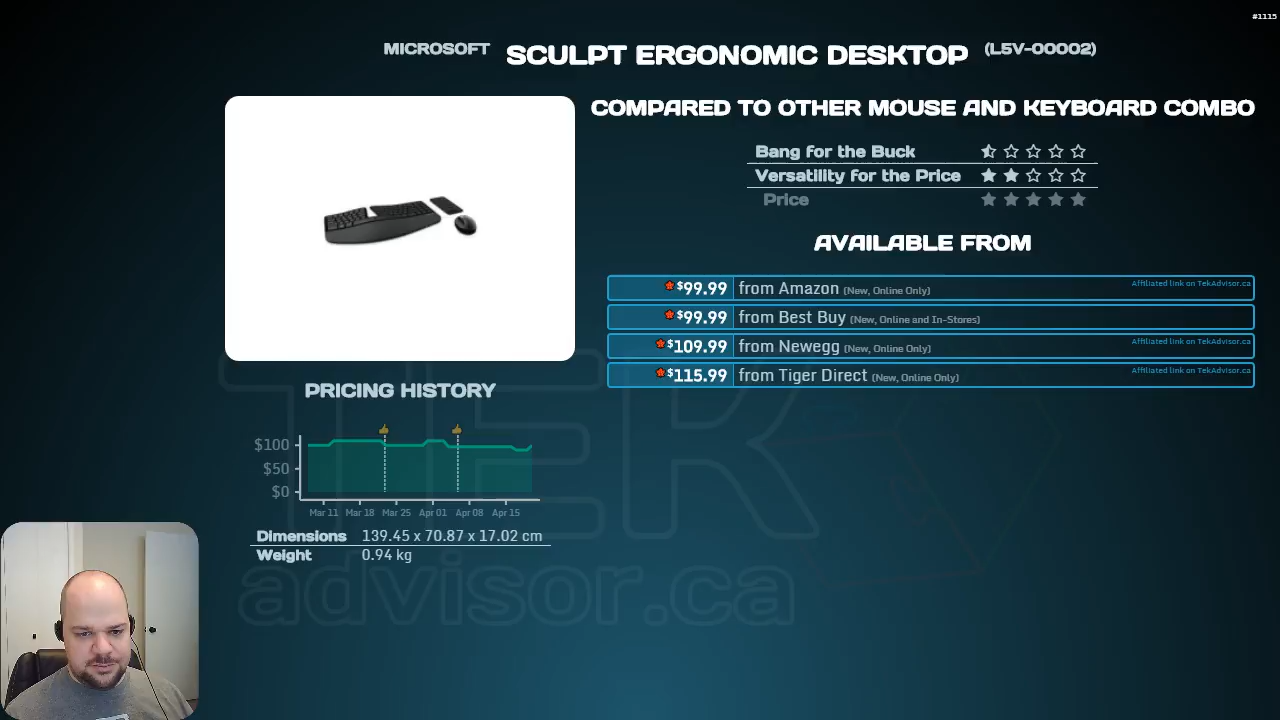 #1115
MICROSOFT SCULPT ERGONOMIC DESKTOP (L5V-00002)
COMPARED TO OTHER MOUSE AND KEYBOARD COMBO
Bang for the Buck
Versatility for the Price
Price
AVAILABLE FROM
$99.99 from Amazon (New, Online Only) Affiliated link on TekAdvisor.ca
$99.99 from Best Buy (New, Online and In-Stores)
$109.99 from Newegg (New, Online Only) Affiliated link on TekAdvisor.ca
$115.99 from Tiger Direct (New, Online Only) Affiliated link on TekAdvisor.ca
PRICING HISTORY
$100
$50
$0
Mar 11 Mar 18 Mar 25 Apr 01 Apr 08 Apr 15
Dimensions 139.45 x 70.87 x 17.02 cm
Weight 0.94 kg
TEK
advisor.ca